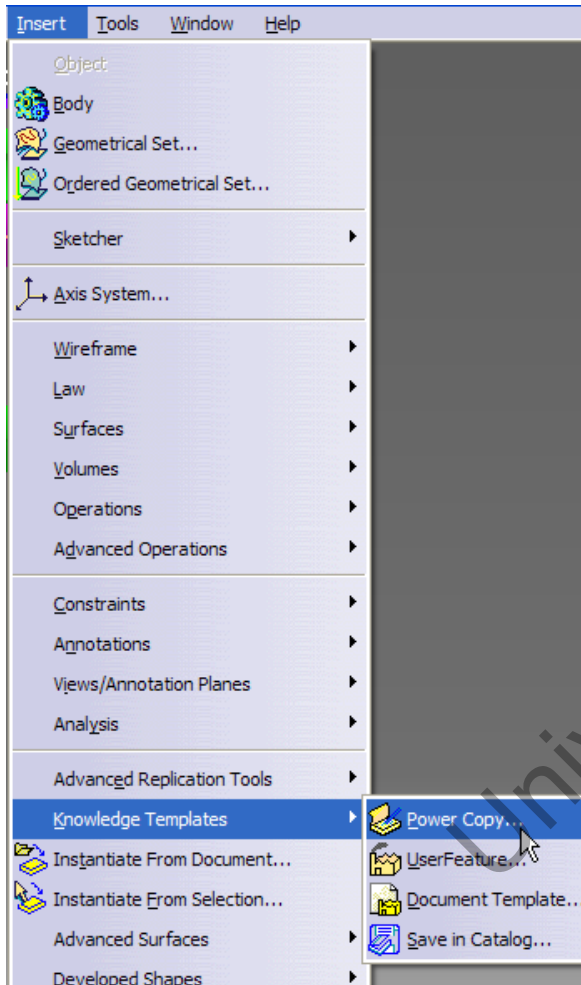 Insert Tools Window Help
Object
Body
Geometrical Set...
Ordered Geometrical Set...
Sketcher
Axis System...
Wireframe
Law
Surfaces
Volumes
Operations
Advanced Operations
Constraints
Annotations
Views/Annotation Planes
Analysis
Advanced Replication Tools
Knowledge Templates
Power Copy...
Instantiate From Document...
UserFeature...
Instantiate From Selection...
Document Template...
Advanced Surfaces
Save in Catalog...
Developed Shapes